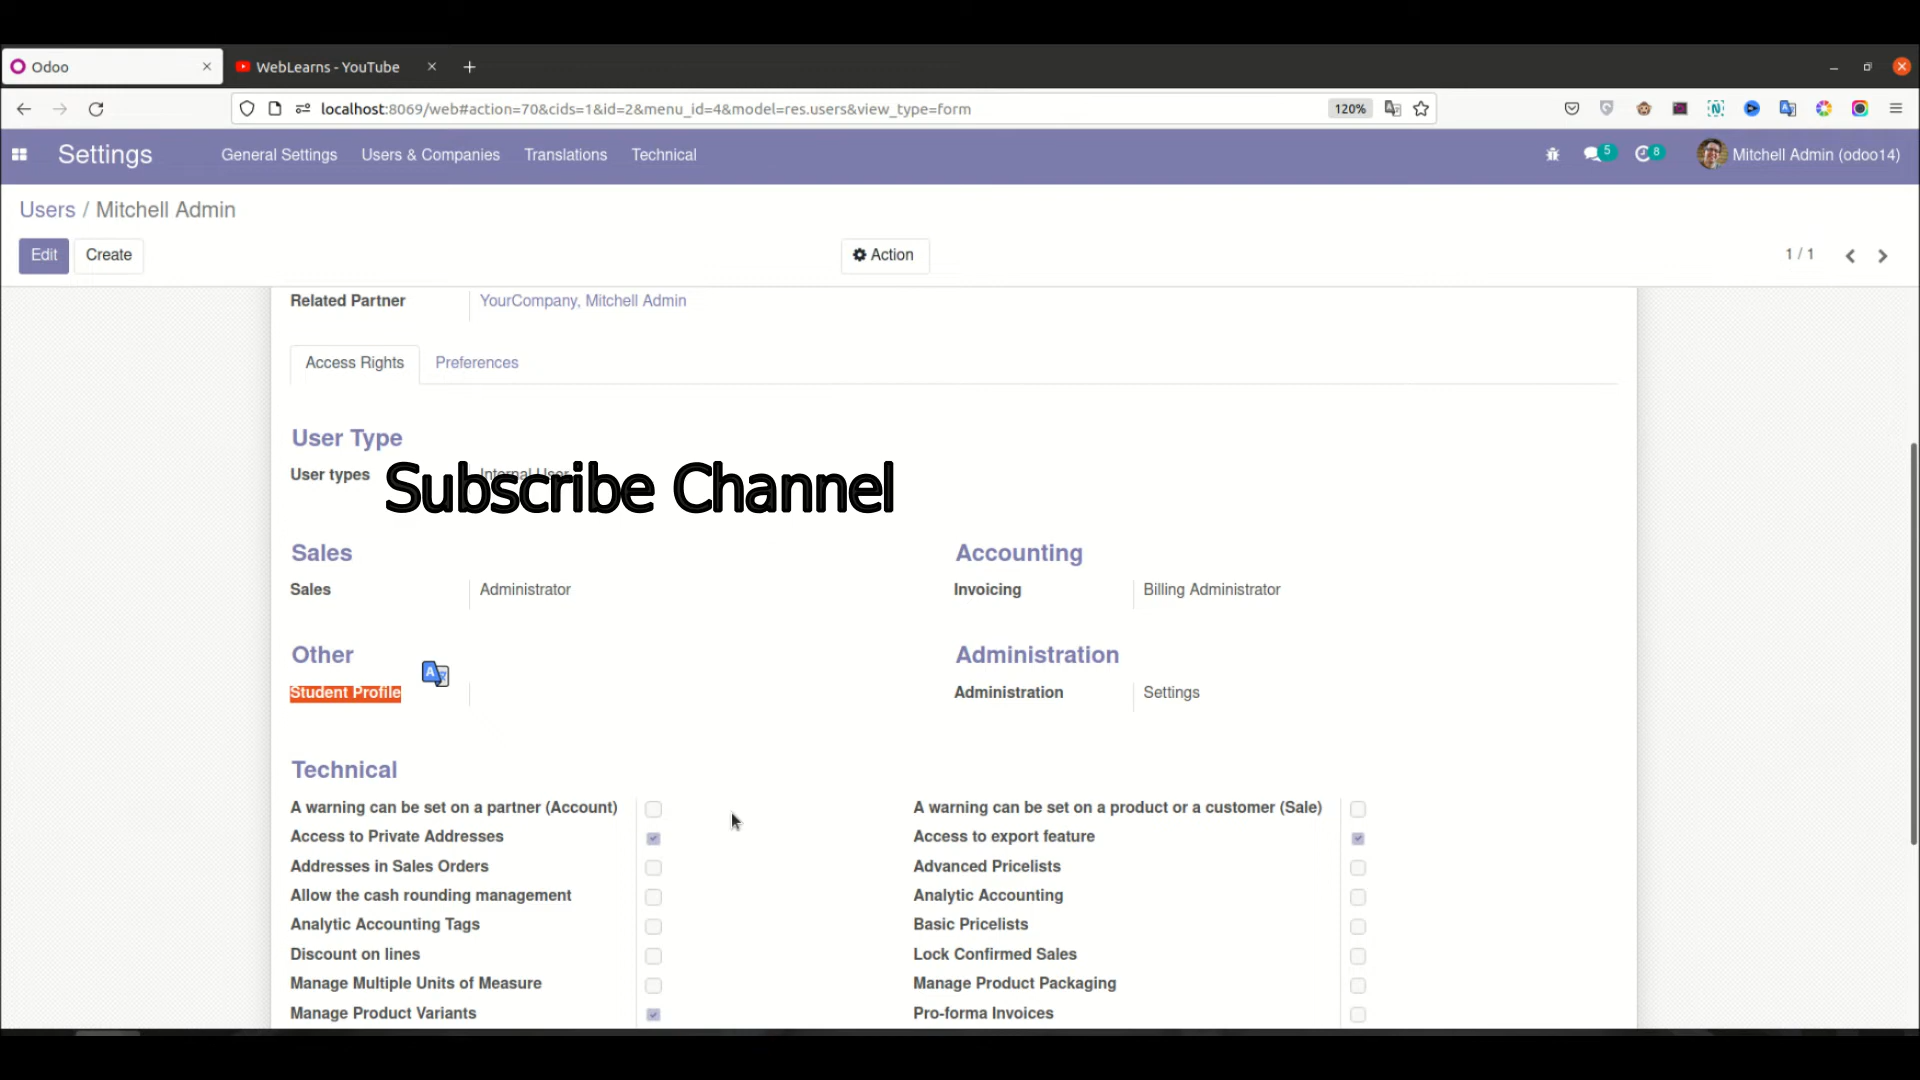 Odoo
WebLearns - YouTube
localhost:8069/web#action=70&cids=1&id=2&menu_id=4&model=res.users&view_type=form
120%
Settings
General Settings
Users & Companies
Translations
Technical
5
8
Mitchell Admin (odoo14)
Users / Mitchell Admin
Edit
Create
Action
1 / 1
Related Partner
YourCompany, Mitchell Admin
Access Rights
Preferences
User Type
User types
Internal User
Subscribe Channel
Sales
Accounting
Sales
Administrator
Invoicing
Billing Administrator
Other
Administration
Student Profile
Administration
Settings
Technical
A warning can be set on a partner (Account)
A warning can be set on a product or a customer (Sale)
Access to Private Addresses
Access to export feature
Addresses in Sales Orders
Advanced Pricelists
Allow the cash rounding management
Analytic Accounting
Analytic Accounting Tags
Basic Pricelists
Discount on lines
Lock Confirmed Sales
Manage Multiple Units of Measure
Manage Product Packaging
Manage Product Variants
Pro-forma Invoices